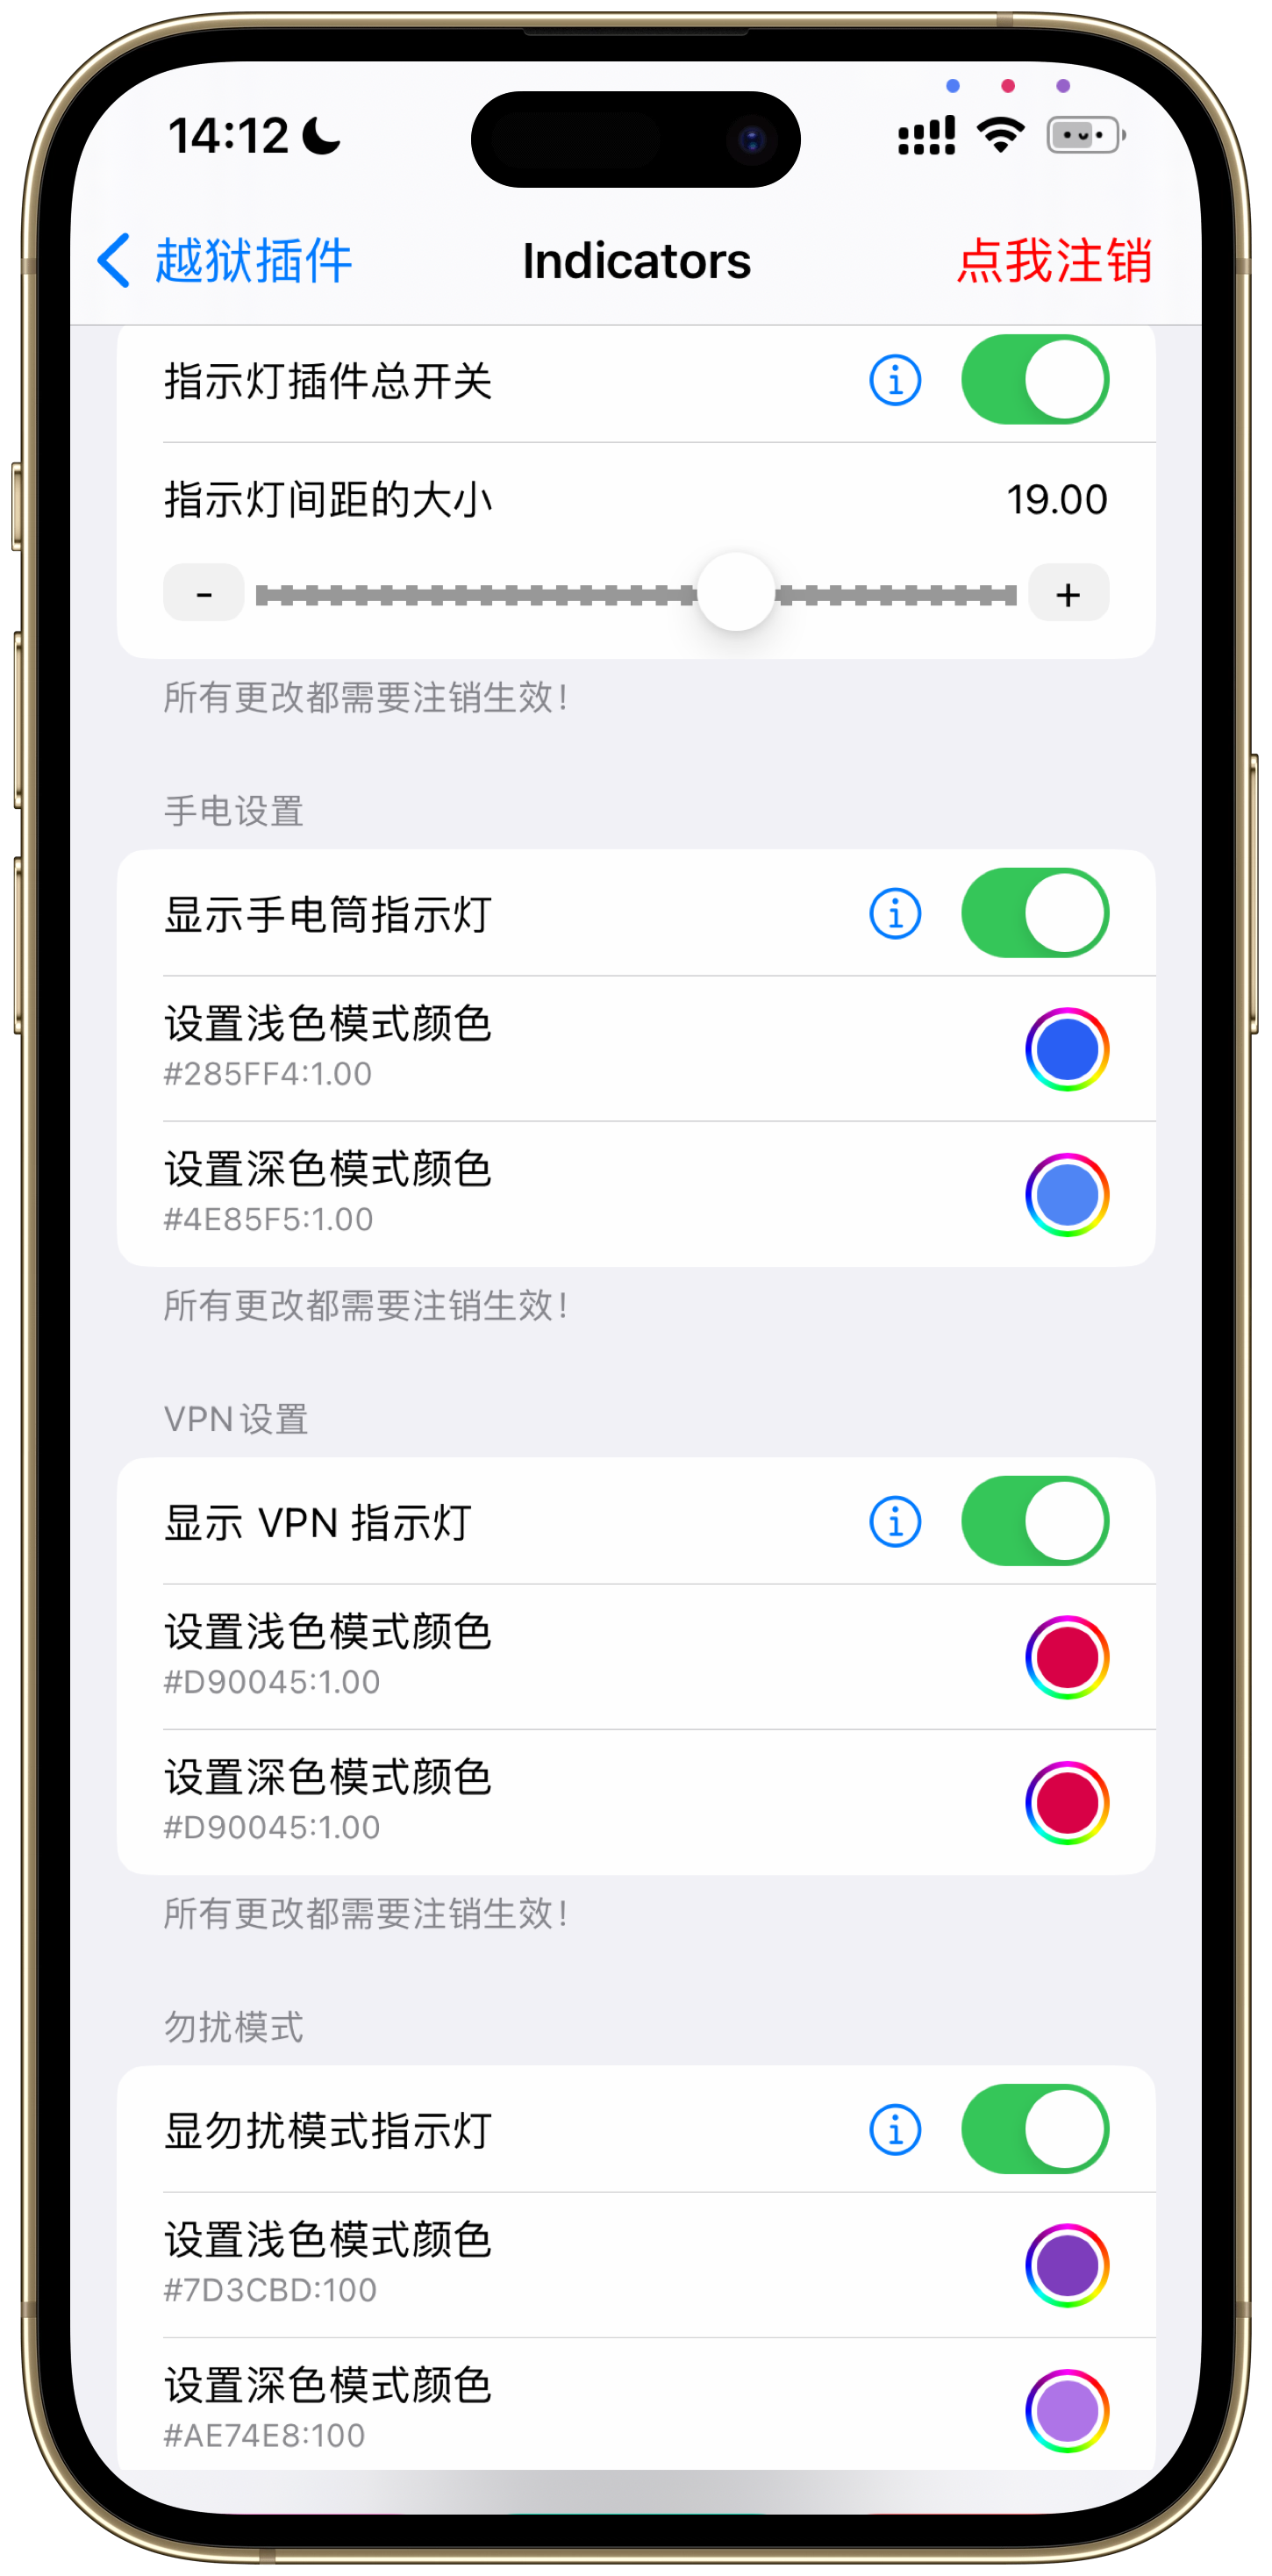 14:12
越狱插件
Indicators
点我注销
指示灯插件总开关
指示灯间距的大小
19.00
-
+
所有更改都需要注销生效！
手电设置
显示手电筒指示灯
设置浅色模式颜色
#285FF4:1.00
设置深色模式颜色
#4E85F5:1.00
所有更改都需要注销生效！
VPN设置
显示 VPN 指示灯
设置浅色模式颜色
#D90045:1.00
设置深色模式颜色
#D90045:1.00
所有更改都需要注销生效！
勿扰模式
显勿扰模式指示灯
设置浅色模式颜色
#7D3CBD:100
设置深色模式颜色
#AE74E8:100